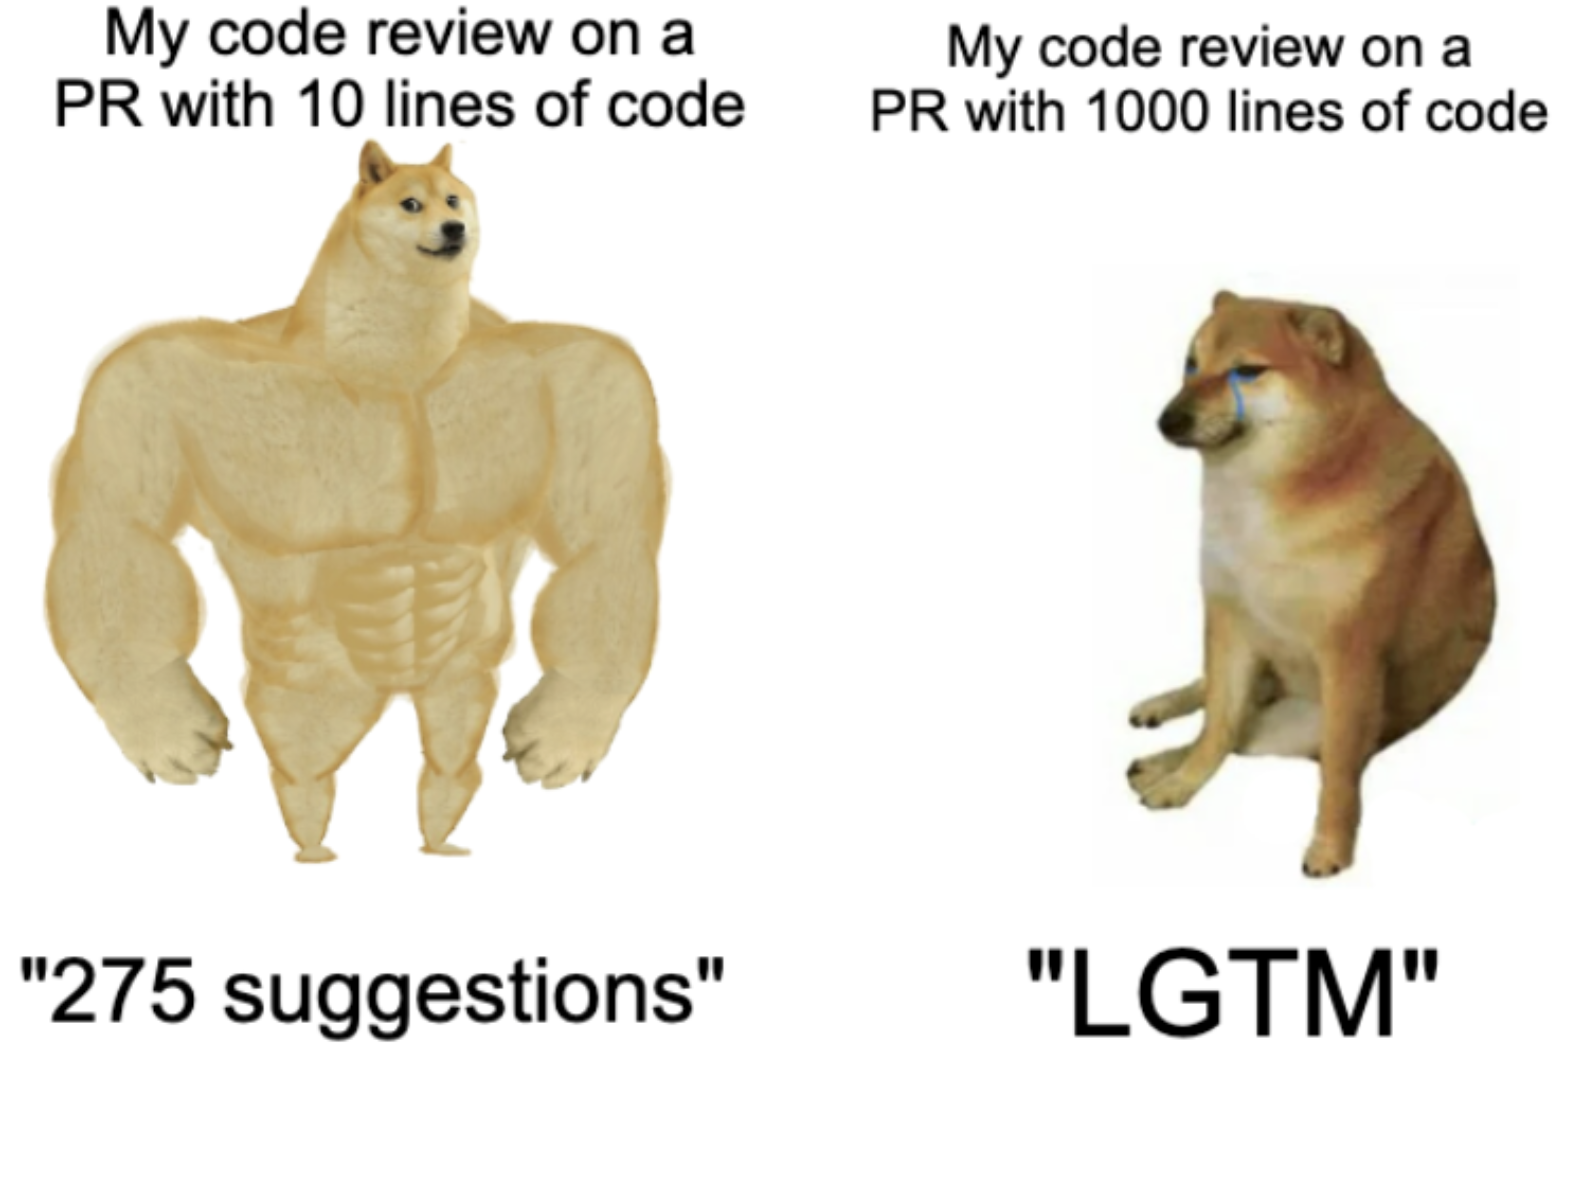 My code review on a
PR with 10 lines of code
My code review on a
PR with 1000 lines of code
"275 suggestions"
"LGTM"